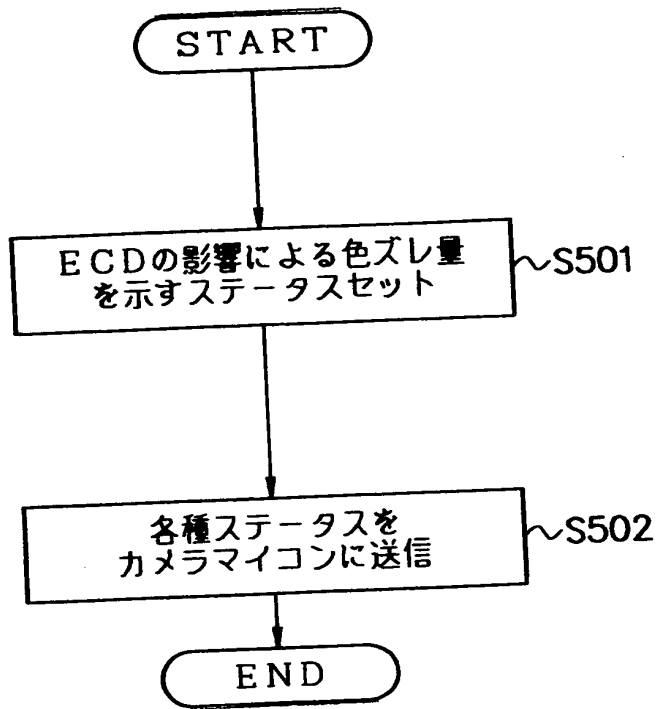 START
ECDの影響による色ズレ量
を示すステータスセット
S501
各種ステータスを
カメラマイコンに送信
S502
END